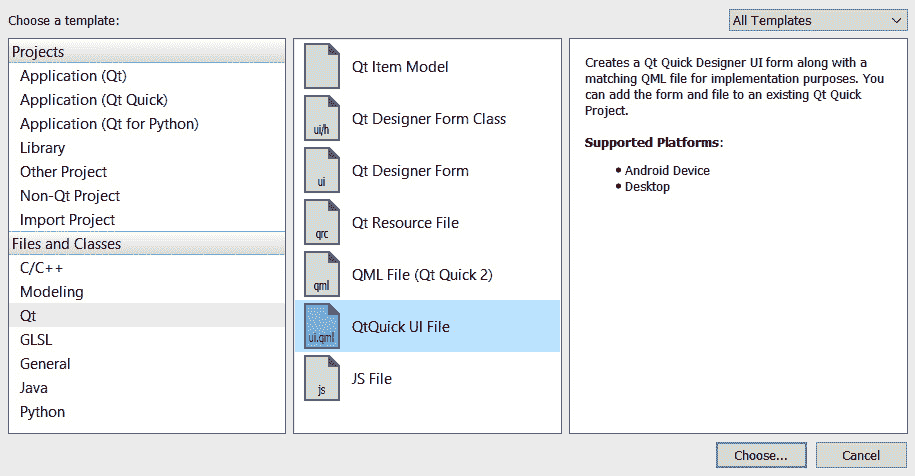 Choose a template:
All Templates
Projects
Application (Qt)
Application (Qt Quick)
Application (Qt for Python)
Library
Other Project
Non-Qt Project
Import Project
Files and Classes
C/C++
Modeling
Qt
GLSL
General
Java
Python
Qt Item Model
ui/h
Qt Designer Form Class
ui
Qt Designer Form
qrc
Qt Resource File
qml
QML File (Qt Quick 2)
ui.qml
QtQuick UI File
js
JS File
Creates a Qt Quick Designer UI form along with a
matching QML file for implementation purposes. You
can add the form and file to an existing Qt Quick
Project.
Supported Platforms:
• Android Device
• Desktop
Choose...
Cancel